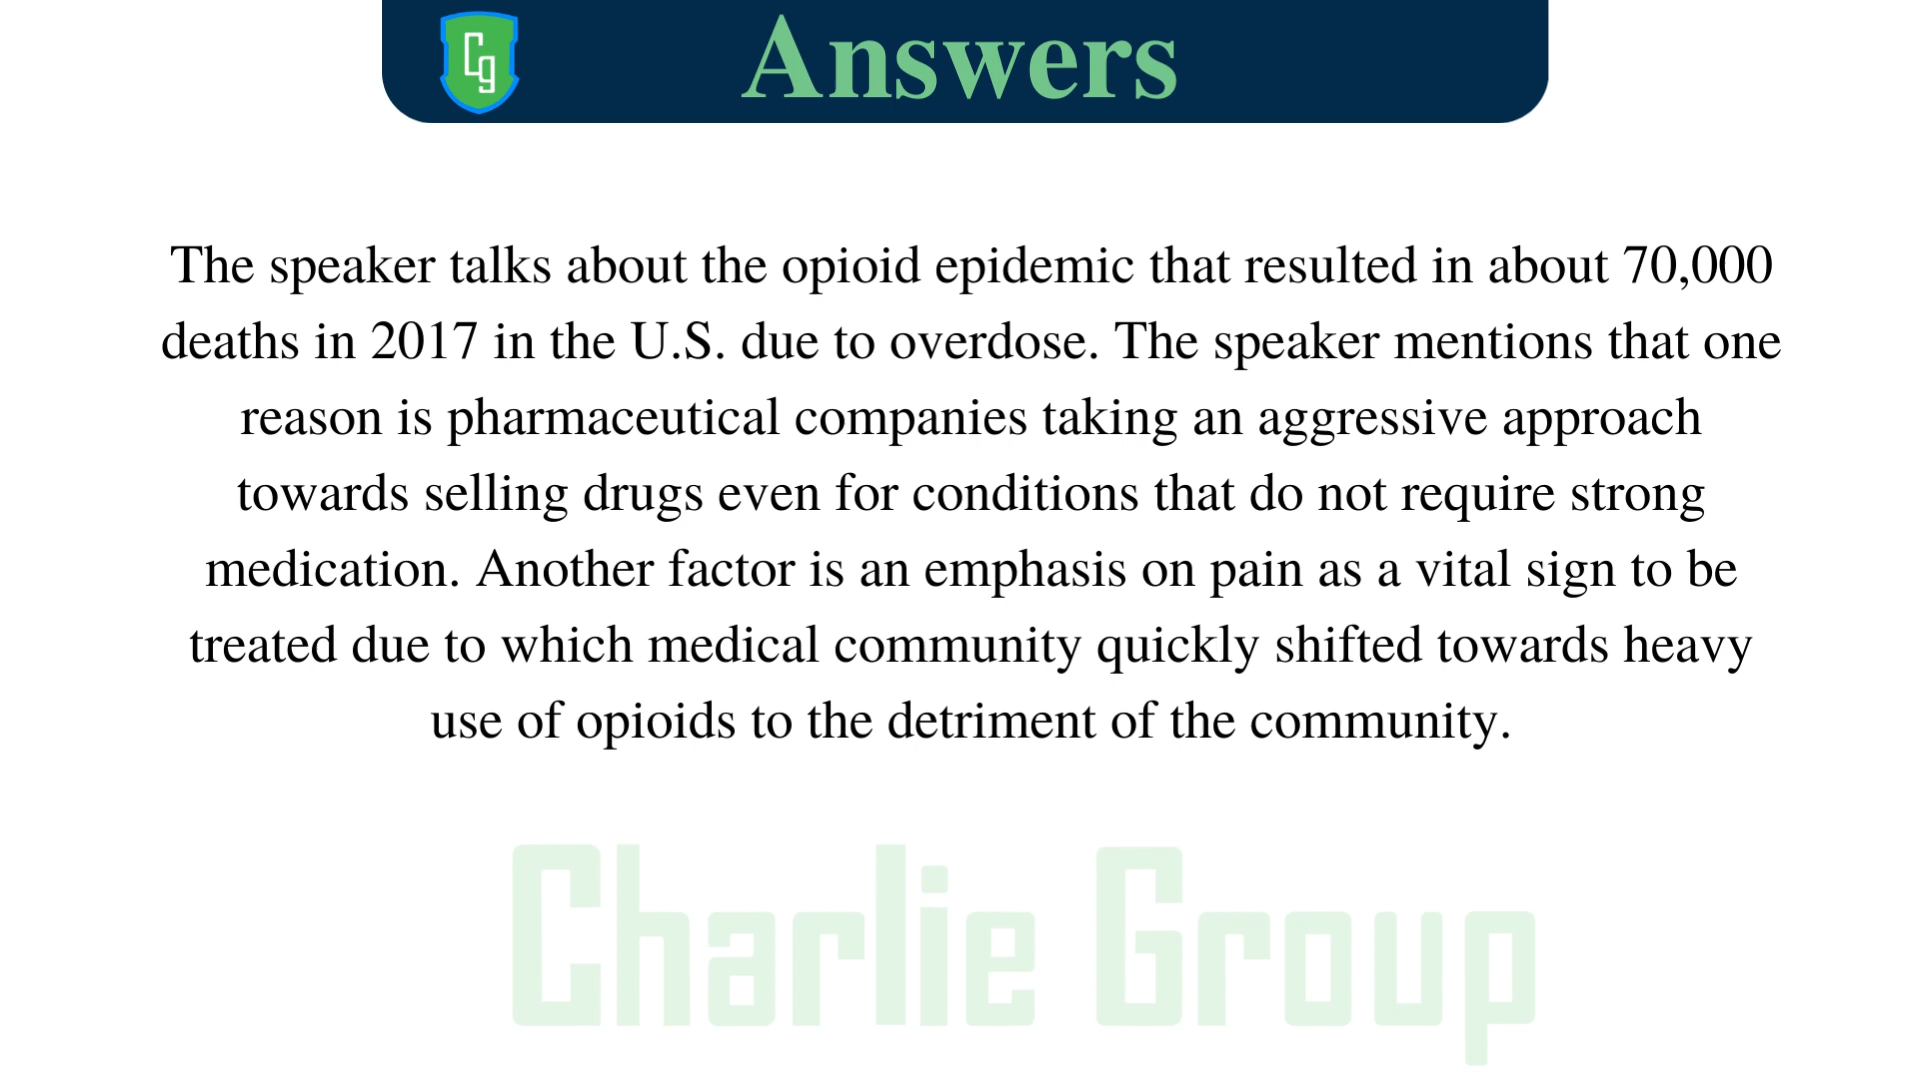 Cg
Answers
The speaker talks about the opioid epidemic that resulted in about 70,000
deaths in 2017 in the U.S. due to overdose. The speaker mentions that one
reason is pharmaceutical companies taking an aggressive approach
towards selling drugs even for conditions that do not require strong
medication. Another factor is an emphasis on pain as a vital sign to be
treated due to which medical community quickly shifted towards heavy
use of opioids to the detriment of the community.
Charlie Group